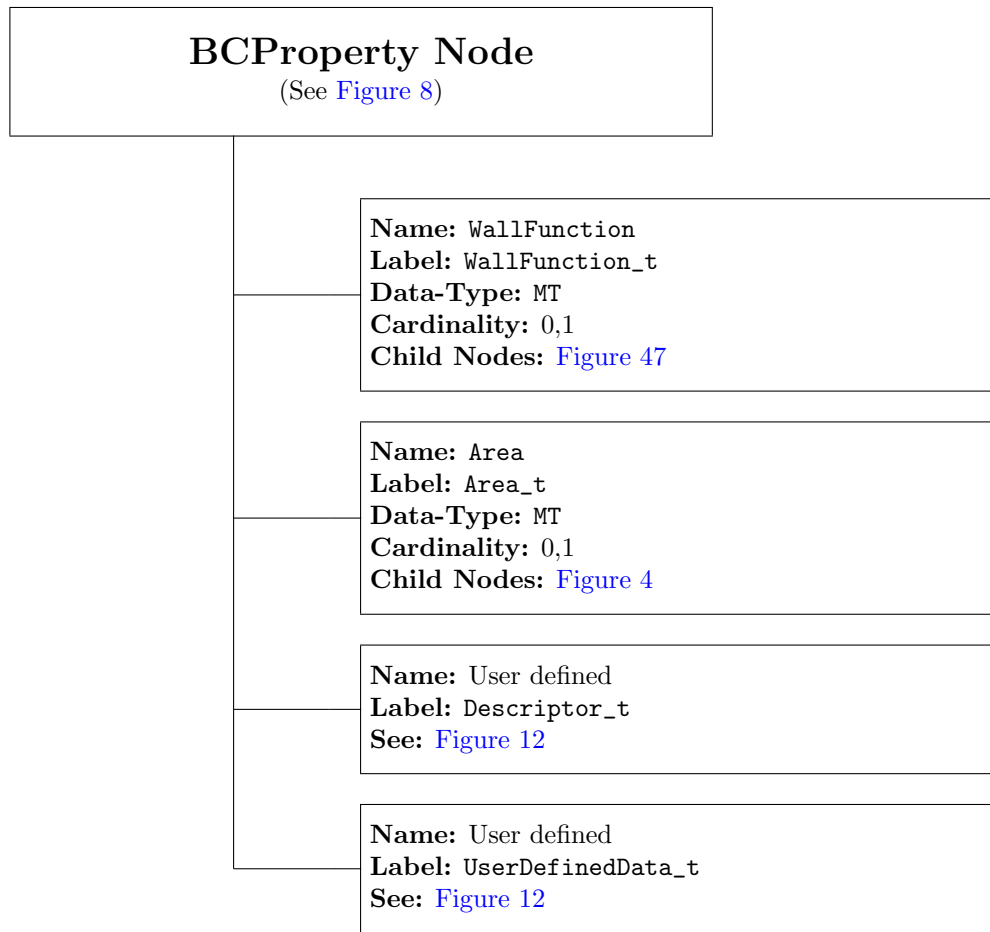 BCProperty Node
(See Figure 8)
Name: WallFunction
Label: WallFunction_t
Data-Type: MT
Cardinality: 0,1
Child Nodes: Figure 47
Name: Area
Label: Area_t
Data-Type: MT
Cardinality: 0,1
Child Nodes: Figure 4
Name: User defined
Label: Descriptor_t
See: Figure 12
Name: User defined
Label: UserDefinedData_t
See: Figure 12